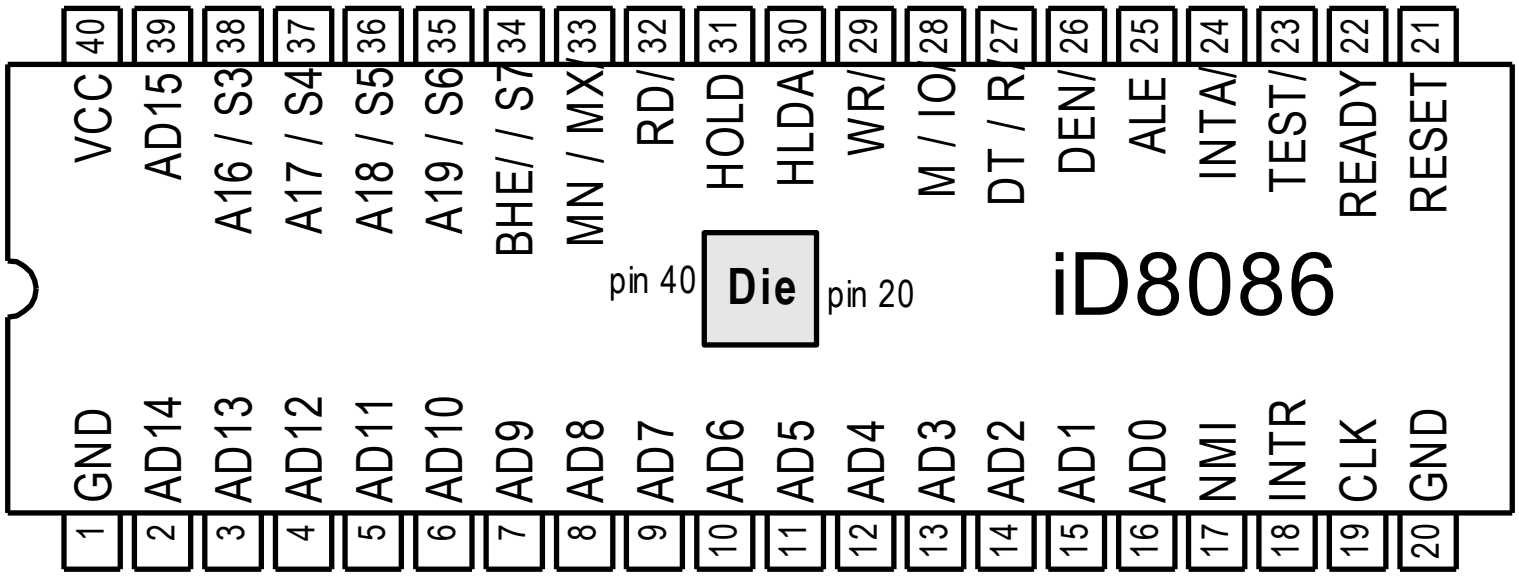 40 39 38 37 36 35 34 33 32 31 30 29 28 27 26 25 24 23 22 21
VCC
AD15
A16 / S3
A17 / S4
A18 / S5
A19 / S6
BHE/ / S7
MN / MX/
RD/
HOLD
HLDA
WR/
M / IO/
DT / R/
DEN/
ALE
INTA/
TEST/
READY
RESET
pin 40
Die
pin 20
iD8086
GND
AD14
AD13
AD12
AD11
AD10
AD9
AD8
AD7
AD6
AD5
AD4
AD3
AD2
AD1
AD0
NMI
INTR
CLK
GND
1 2 3 4 5 6 7 8 9 10 11 12 13 14 15 16 17 18 19 20